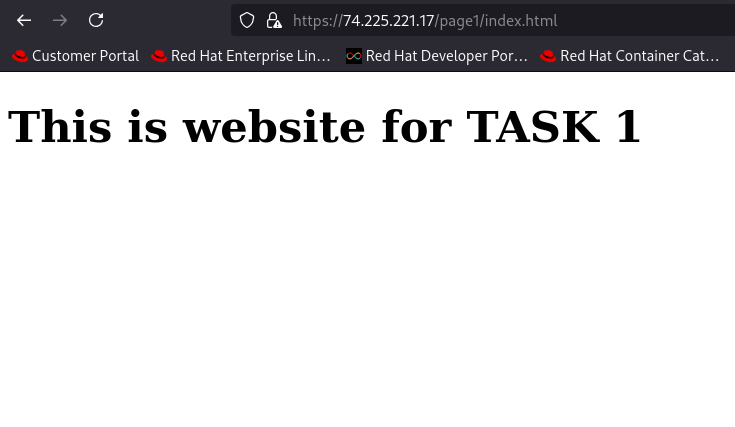 https://74.225.221.17/page1/index.html
Customer Portal Red Hat Enterprise Lin... Red Hat Developer Por... Red Hat Container Cat...
This is website for TASK 1